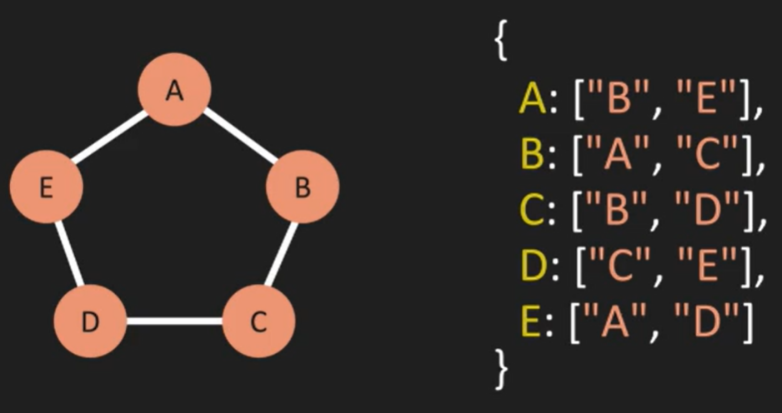 A
E
B
D
C
{
A: ["B", "E"],
B: ["A", "C"],
C: ["B", "D"],
D: ["C", "E"],
E: ["A", "D"]
}